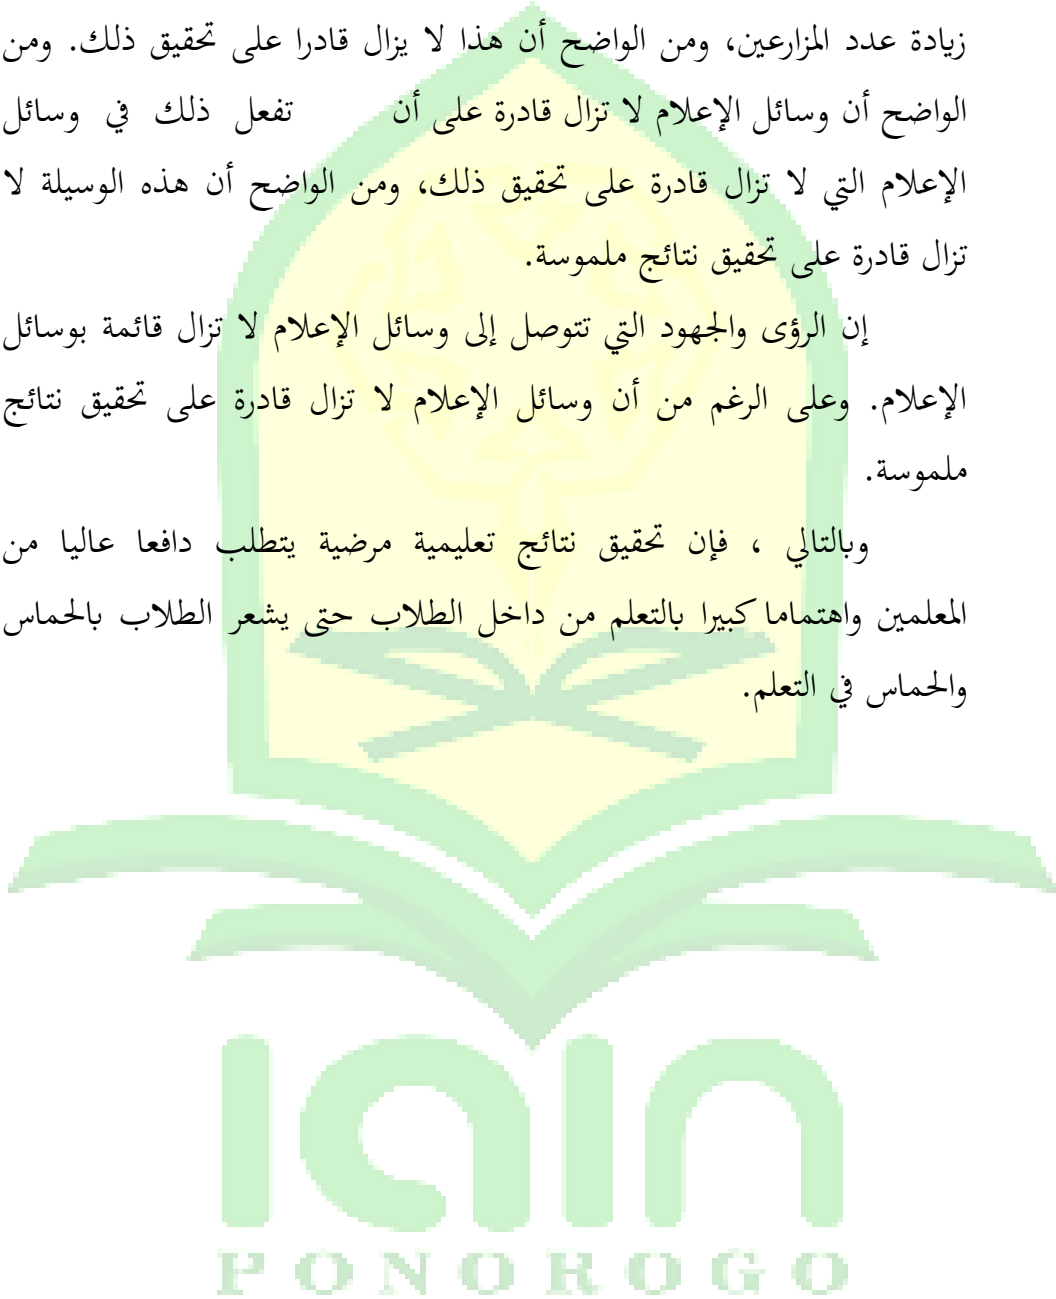 زيادة عدد المزارعين، ومن الواضح أن هذا لا يزال قادرا على تحقيق ذلك. ومن
الواضح أن وسائل الإعلام لا تزال قادرة على أن تفعل ذلك في وسائل
الإعلام التي لا تزال قادرة على تحقيق ذلك، ومن الواضح أن هذه الوسيلة لا
تزال قادرة على تحقيق نتائج ملموسة.
إن الرؤى والجهود التي تتوصل إلى وسائل الإعلام لا تزال قائمة بوسائل
الإعلام. وعلى الرغم من أن وسائل الإعلام لا تزال قادرة على تحقيق نتائج
ملموسة.
وبالتالي ، فإن تحقيق نتائج تعليمية مرضية يتطلب دافعا عاليا من
المعلمين واهتماما كبيرا بالتعلم من داخل الطلاب حتى يشعر الطلاب بالحماس
والحماس في التعلم.
iain
PONOROGO